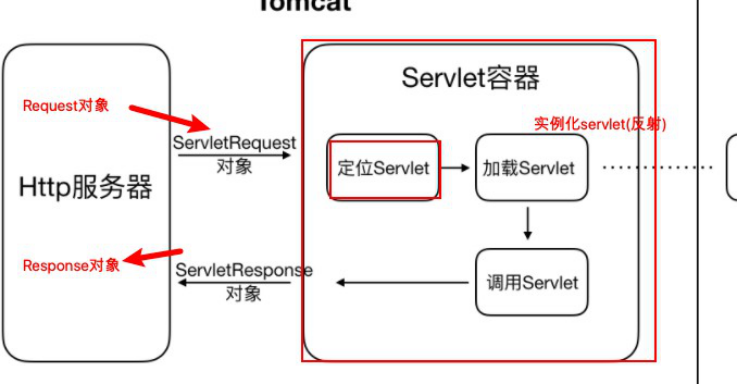 Tomcat
Servlet容器
Request对象
实例化servlet(反射)
ServletRequest
对象
定位Servlet
加载Servlet
Http服务器
Response对象
ServletResponse
对象
调用Servlet